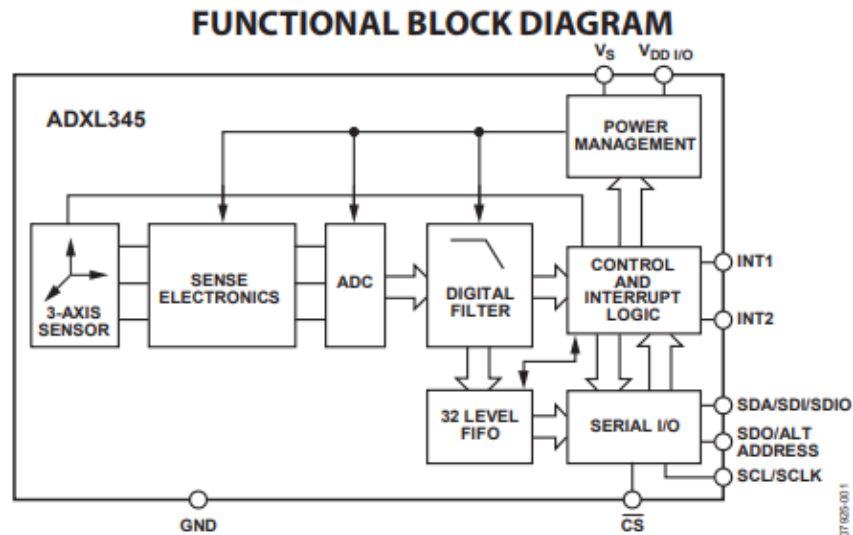 FUNCTIONAL BLOCK DIAGRAM
VS
VDD I/O
ADXL345
POWER
MANAGEMENT
3-AXIS
SENSOR
SENSE
ELECTRONICS
ADC
DIGITAL
FILTER
CONTROL
AND
INTERRUPT
LOGIC
INT1
INT2
32 LEVEL
FIFO
SERIAL I/O
SDA/SDI/SDIO
SDO/ALT
ADDRESS
SCL/SCLK
GND
CS
07925-001